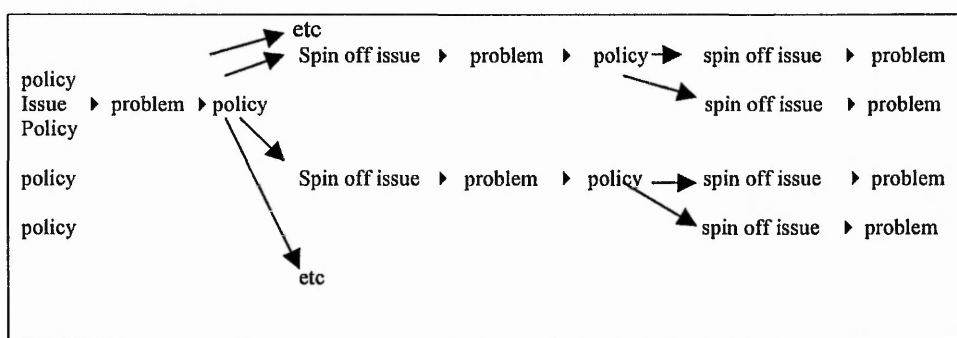 etc
Spin off issue problem policy spin off issue problem
policy
Issue problem policy spin off issue problem
Policy
policy Spin off issue problem policy spin off issue problem
policy spin off issue problem
etc